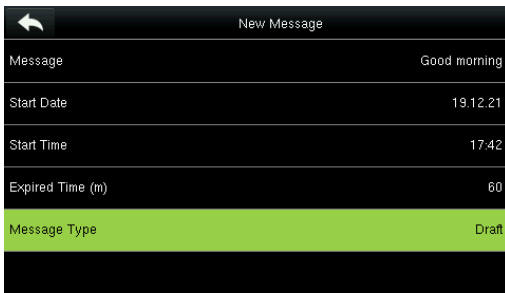 New Message
Message Good morning
Start Date 19.12.21
Start Time 17:42
Expired Time (m) 60
Message Type Draft